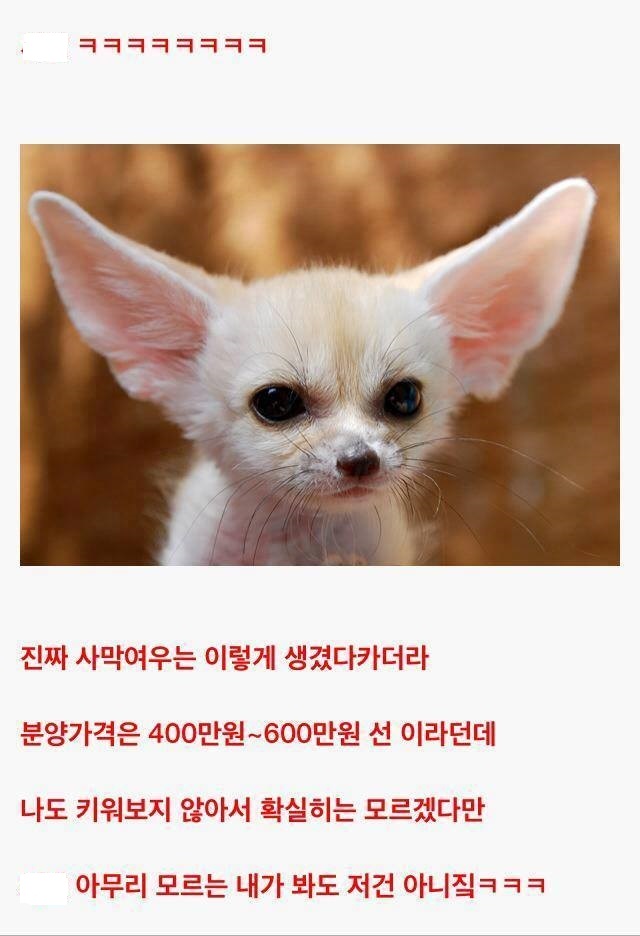 ㅋㅋㅋㅋㅋㅋㅋㅋ
진짜 사막여우는 이렇게 생겼다카더라
분양가격은 400만원~600만원 선 이라던데
나도 키워보지 않아서 확실히는 모르겠다만
아무리 모르는 내가 봐도 저건 아니짘ㅋㅋㅋ